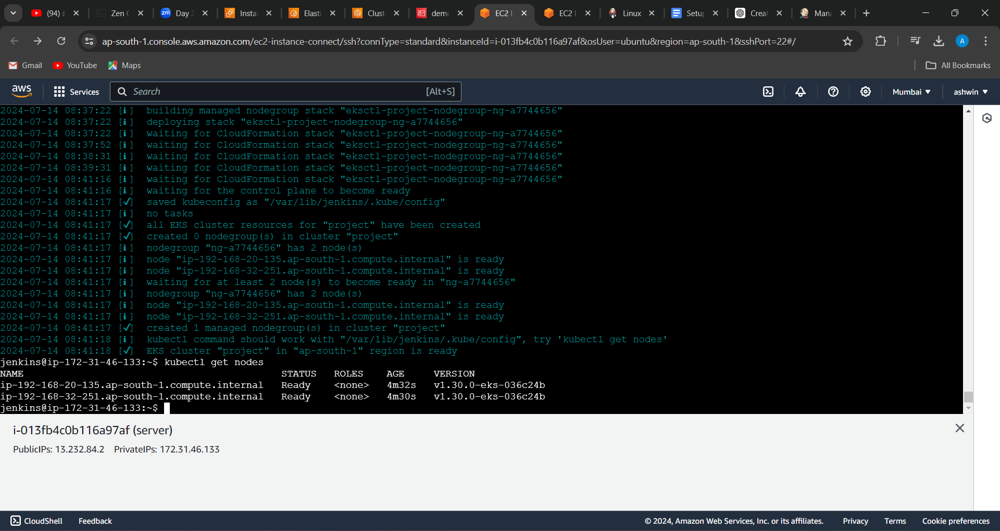 (94)
Zen
Day
Insta
Elasti
Clust
demo
EC2
EC2
Linux
Setup
Creat
Mana
ap-south-1.console.aws.amazon.com/ec2-instance-connect/ssh?connType=standard&instanceId=i-013fb4c0b116a97af&osUser=ubuntu&region=ap-south-1&sshPort=22#/
A
Gmail
YouTube
Maps
All Bookmarks
aws
Services
Search
[Alt+S]
Mumbai
ashwin
2024-07-14 08:37:22 [ℹ]  building managed nodegroup stack "eksctl-project-nodegroup-ng-a7744656"
2024-07-14 08:37:22 [ℹ]  deploying stack "eksctl-project-nodegroup-ng-a7744656"
2024-07-14 08:37:22 [ℹ]  waiting for CloudFormation stack "eksctl-project-nodegroup-ng-a7744656"
2024-07-14 08:37:52 [ℹ]  waiting for CloudFormation stack "eksctl-project-nodegroup-ng-a7744656"
2024-07-14 08:38:31 [ℹ]  waiting for CloudFormation stack "eksctl-project-nodegroup-ng-a7744656"
2024-07-14 08:39:31 [ℹ]  waiting for CloudFormation stack "eksctl-project-nodegroup-ng-a7744656"
2024-07-14 08:41:16 [ℹ]  waiting for CloudFormation stack "eksctl-project-nodegroup-ng-a7744656"
2024-07-14 08:41:16 [ℹ]  waiting for the control plane to become ready
2024-07-14 08:41:17 [✔]  saved kubeconfig as "/var/lib/jenkins/.kube/config"
2024-07-14 08:41:17 [ℹ]  no tasks
2024-07-14 08:41:17 [✔]  all EKS cluster resources for "project" have been created
2024-07-14 08:41:17 [✔]  created 0 nodegroup(s) in cluster "project"
2024-07-14 08:41:17 [ℹ]  nodegroup "ng-a7744656" has 2 node(s)
2024-07-14 08:41:17 [ℹ]  node "ip-192-168-20-135.ap-south-1.compute.internal" is ready
2024-07-14 08:41:17 [ℹ]  node "ip-192-168-32-251.ap-south-1.compute.internal" is ready
2024-07-14 08:41:17 [ℹ]  waiting for at least 2 node(s) to become ready in "ng-a7744656"
2024-07-14 08:41:17 [ℹ]  nodegroup "ng-a7744656" has 2 node(s)
2024-07-14 08:41:17 [ℹ]  node "ip-192-168-20-135.ap-south-1.compute.internal" is ready
2024-07-14 08:41:17 [ℹ]  node "ip-192-168-32-251.ap-south-1.compute.internal" is ready
2024-07-14 08:41:17 [✔]  created 1 managed nodegroup(s) in cluster "project"
2024-07-14 08:41:18 [ℹ]  kubectl command should work with "/var/lib/jenkins/.kube/config", try 'kubectl get nodes'
2024-07-14 08:41:18 [✔]  EKS cluster "project" in "ap-south-1" region is ready
jenkins@ip-172-31-46-133:~$ kubectl get nodes
NAME STATUS ROLES AGE VERSION
ip-192-168-20-135.ap-south-1.compute.internal Ready <none> 4m32s v1.30.0-eks-036c24b
ip-192-168-32-251.ap-south-1.compute.internal Ready <none> 4m30s v1.30.0-eks-036c24b
jenkins@ip-172-31-46-133:~$
i-013fb4c0b116a97af (server)
PublicIPs: 13.232.84.2 PrivateIPs: 172.31.46.133
CloudShell
Feedback
© 2024, Amazon Web Services, Inc. or its affiliates.
Privacy
Terms
Cookie preferences